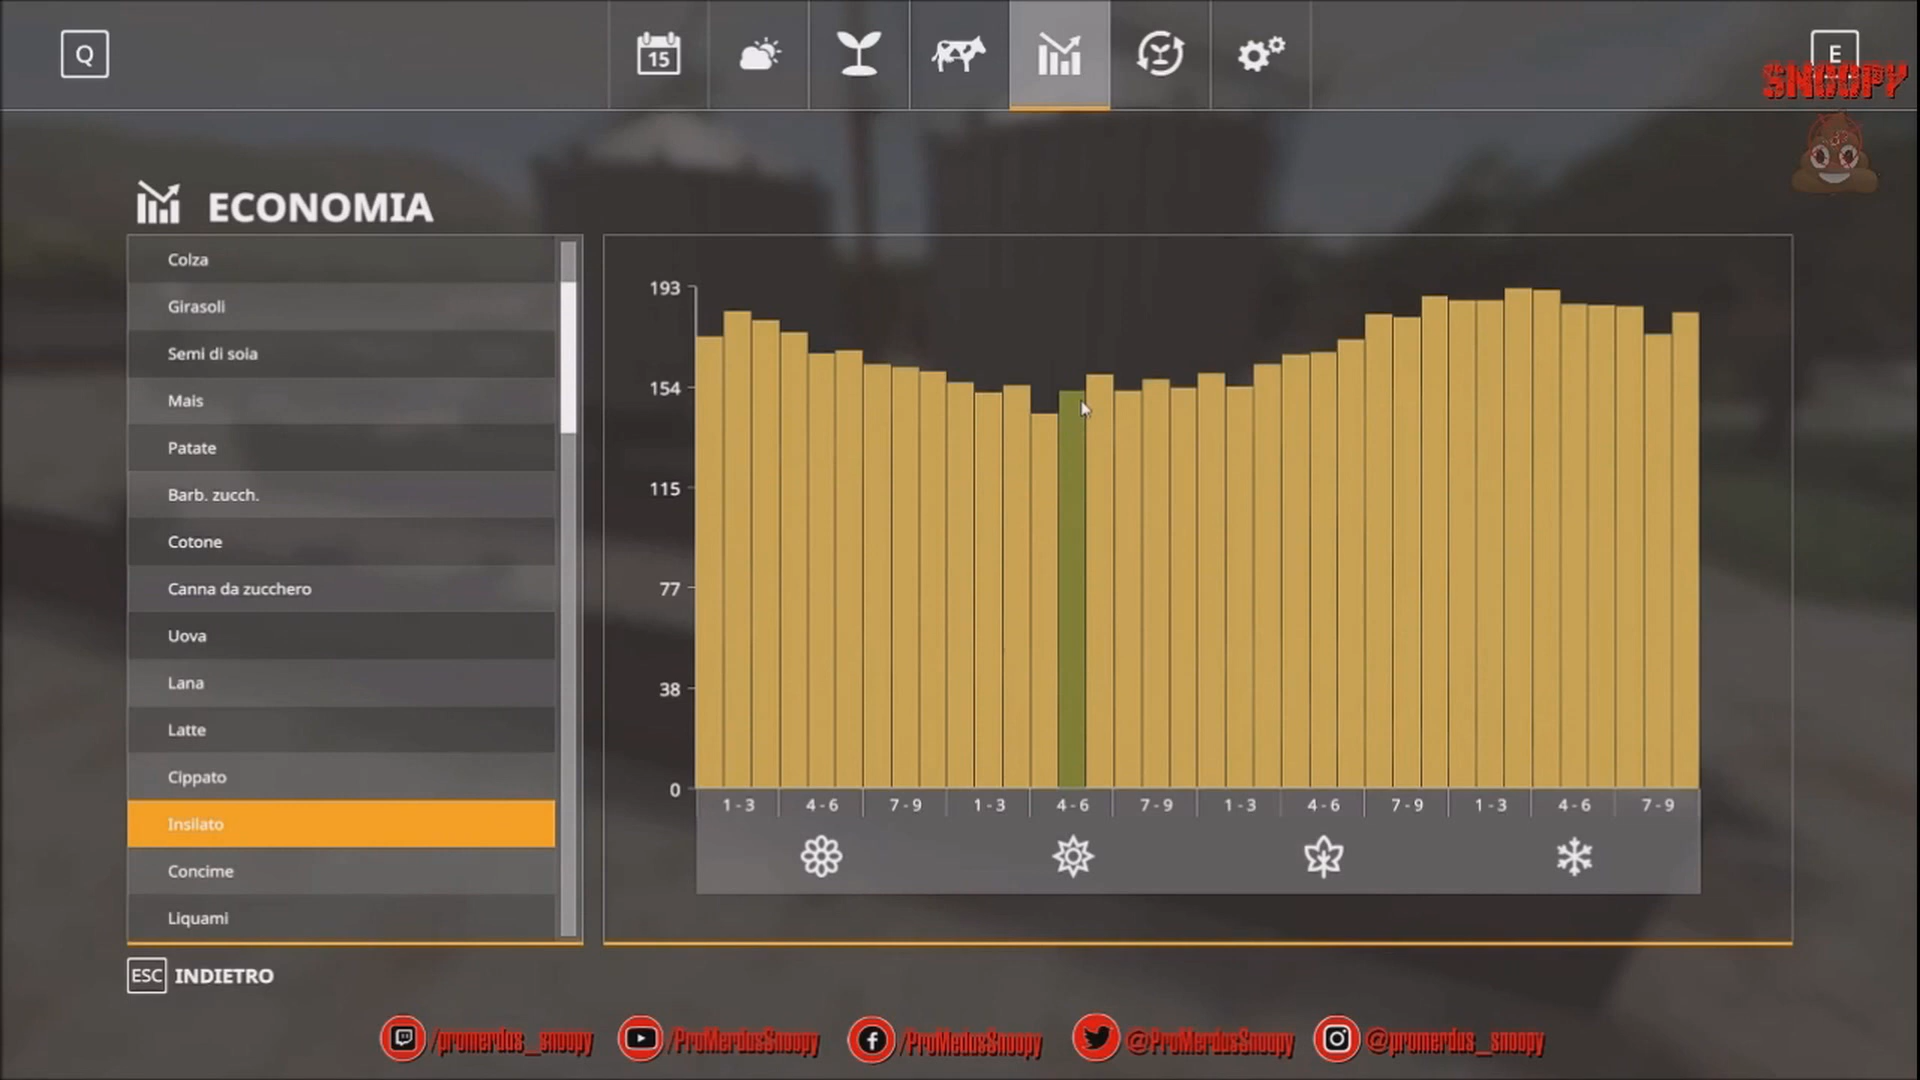 Q
15
E
SNOOPY
ECONOMIA
Colza
Girasoli
Semi di soia
Mais
Patate
Barb. zucch.
Cotone
Canna da zucchero
Uova
Lana
Latte
Cippato
Insilato
Concime
Liquami
193
154
115
77
38
0
1 - 3 4 - 6 7 - 9 1 - 3 4 - 6 7 - 9 1 - 3 4 - 6 7 - 9 1 - 3 4 - 6 7 - 9
ESC INDIETRO
/promerdus_snoopy /ProMerdusSnoopy /ProMedusSnoopy @ProMerdusSnoopy @promerdus_snoopy